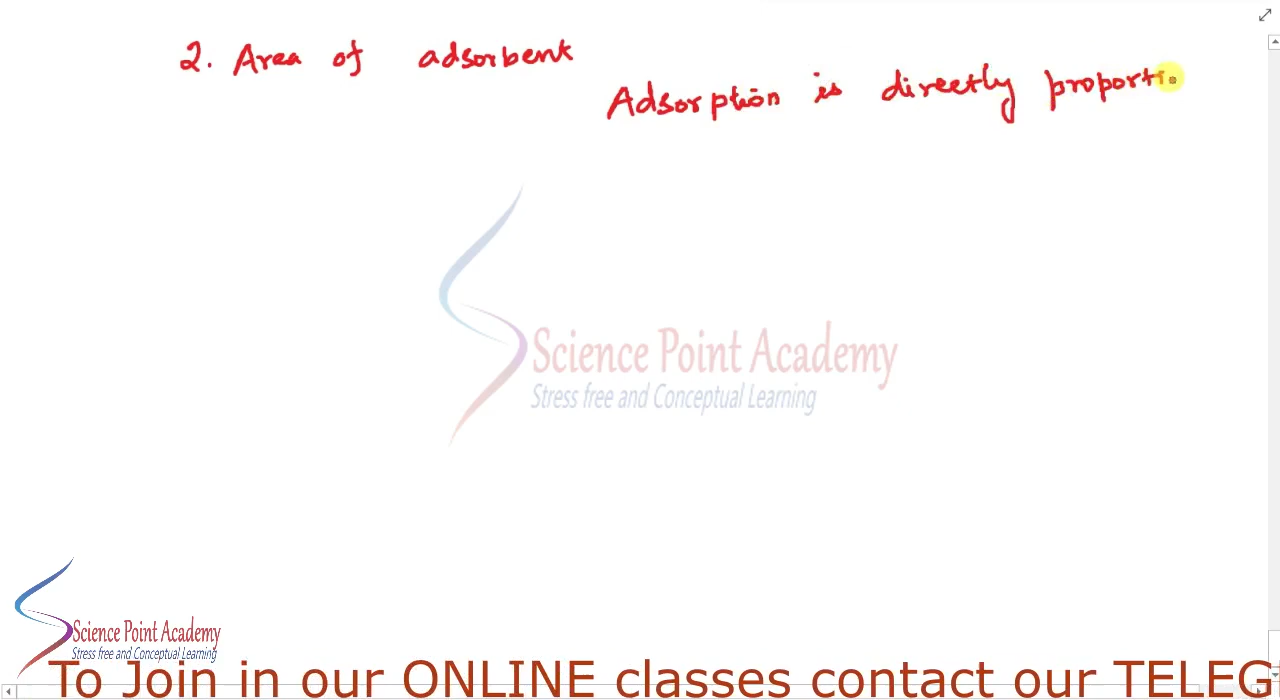 2. Area of adsorbent
Adsorption is directly proporti
Science Point Academy
Stress free and Conceptual Learning
Science Point Academy
Stress free and Conceptual Learning
To Join in our ONLINE classes contact our TELEG